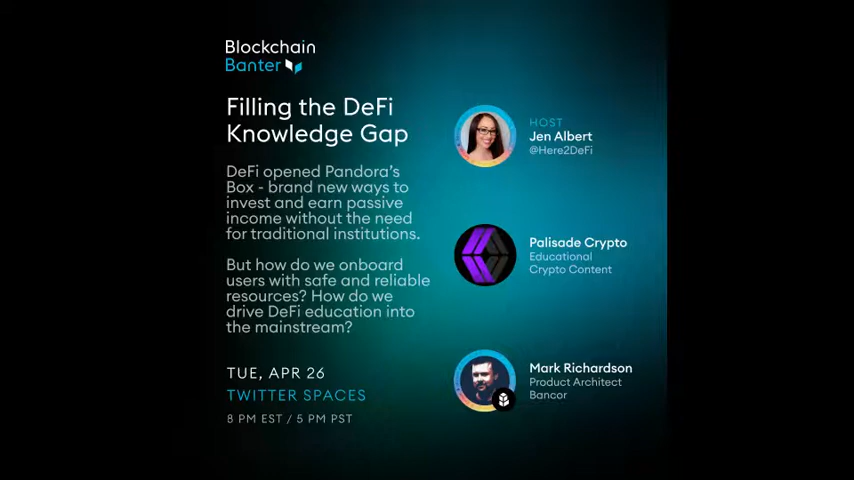 Blockchain
Banter
Filling the DeFi
Knowledge Gap
DeFi opened Pandora's
Box - brand new ways to
invest and earn passive
income without the need
for traditional institutions.
But how do we onboard
users with safe and reliable
resources? How do we
drive DeFi education into
the mainstream?
TUE, APR 26
TWITTER SPACES
8 PM EST / 5 PM PST
HOST
Jen Albert
@Here2DeFi
Palisade Crypto
Educational
Crypto Content
Mark Richardson
Product Architect
Bancor